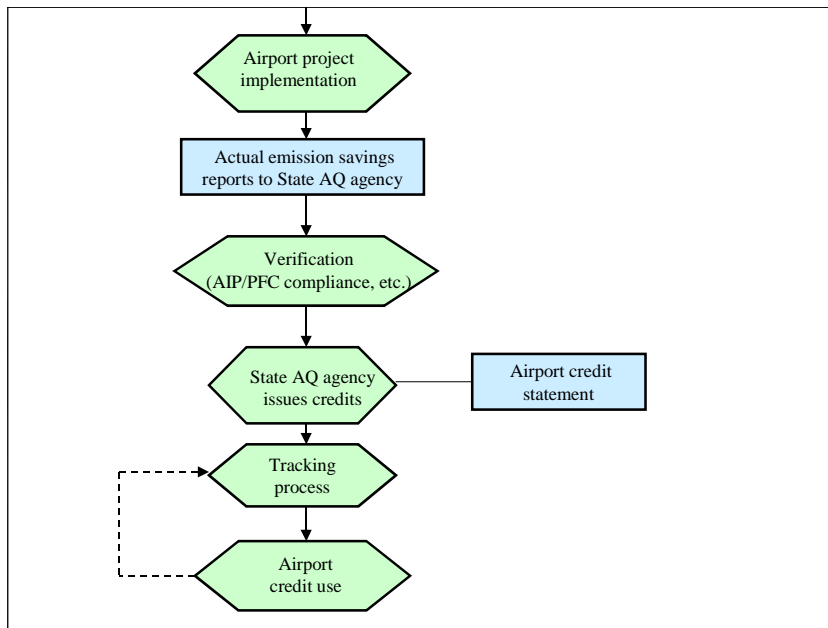 Airport project
implementation
Actual emission savings
reports to State AQ agency
Verification
(AIP/PFC compliance, etc.)
State AQ agency
issues credits
Airport credit
statement
Tracking
process
Airport
credit use